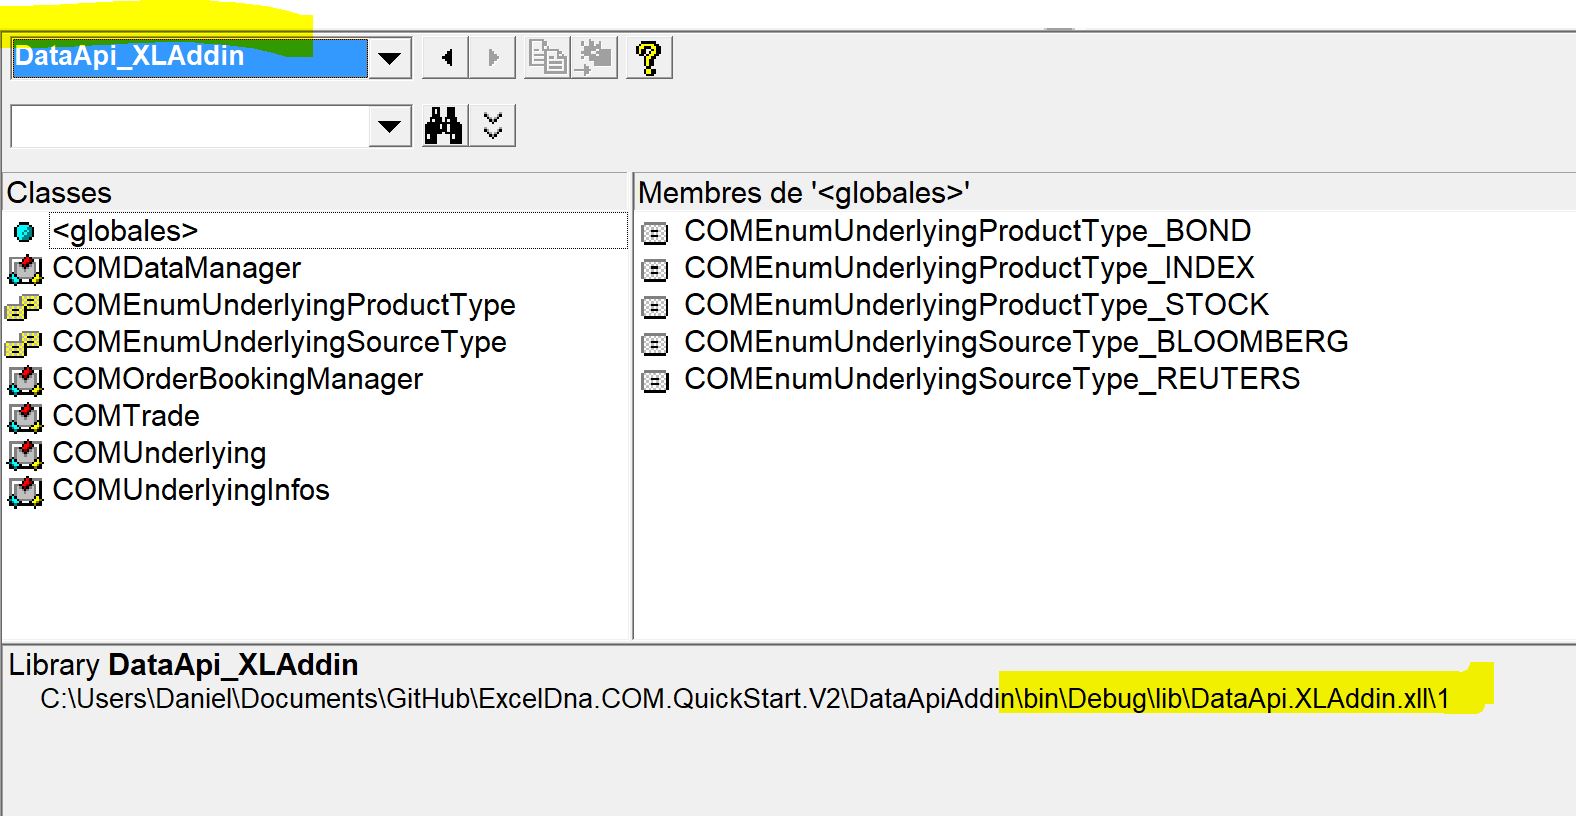 DataApi_XLAddin
Classes
<globales>
COMDataManager
COMEnumUnderlyingProductType
COMEnumUnderlyingSourceType
COMOrderBookingManager
COMTrade
COMUnderlying
COMUnderlyingInfos
Membres de '<globales>'
COMEnumUnderlyingProductType_BOND
COMEnumUnderlyingProductType_INDEX
COMEnumUnderlyingProductType_STOCK
COMEnumUnderlyingSourceType_BLOOMBERG
COMEnumUnderlyingSourceType_REUTERS
Library DataApi_XLAddin
C:\Users\Daniel\Documents\GitHub\ExcelDna.COM.QuickStart.V2\DataApiAddin\bin\Debug\lib\DataApi.XLAddin.xll\1